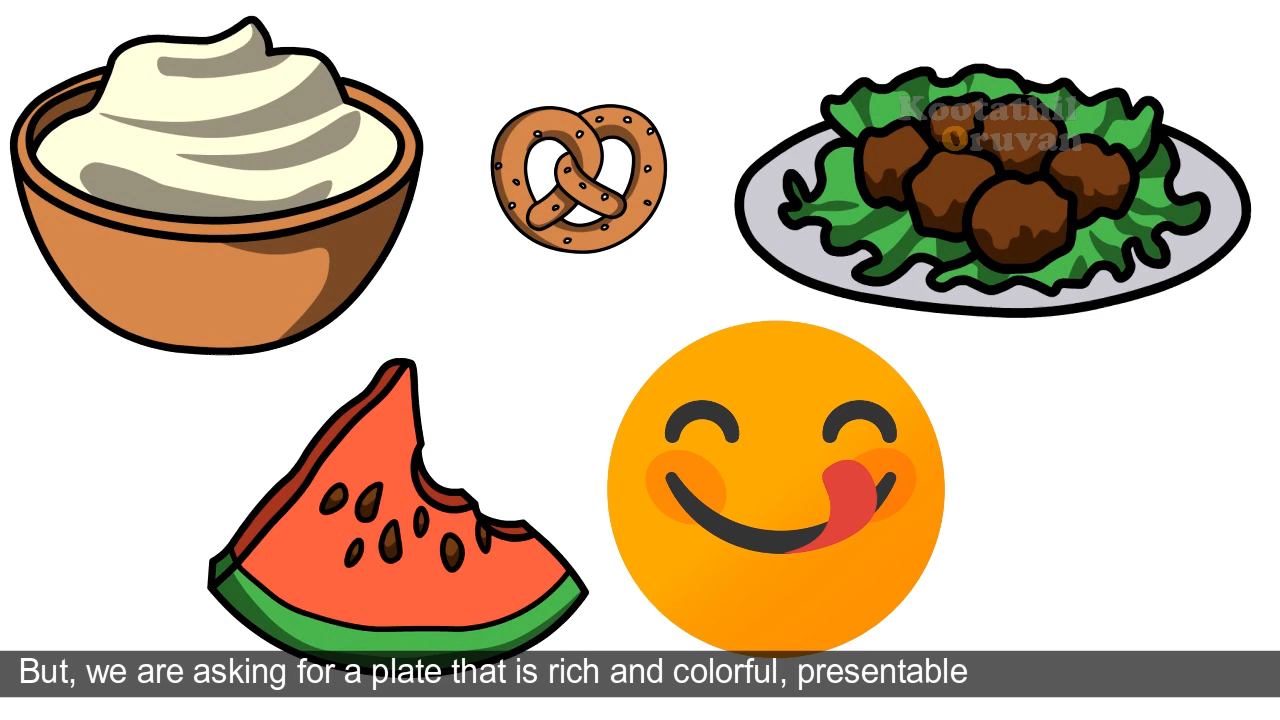 Kootathil
Oruvan
But, we are asking for a plate that is rich and colorful, presentable